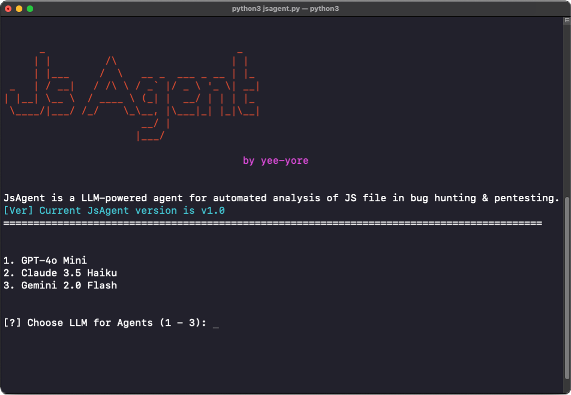 python3 jsagent.py — python3
JsAgent
by yee-yore
JsAgent is a LLM-powered agent for automated analysis of JS file in bug hunting & pentesting.
[Ver] Current JsAgent version is v1.0
1. GPT-4o Mini
2. Claude 3.5 Haiku
3. Gemini 2.0 Flash
[?] Choose LLM for Agents (1 - 3): _